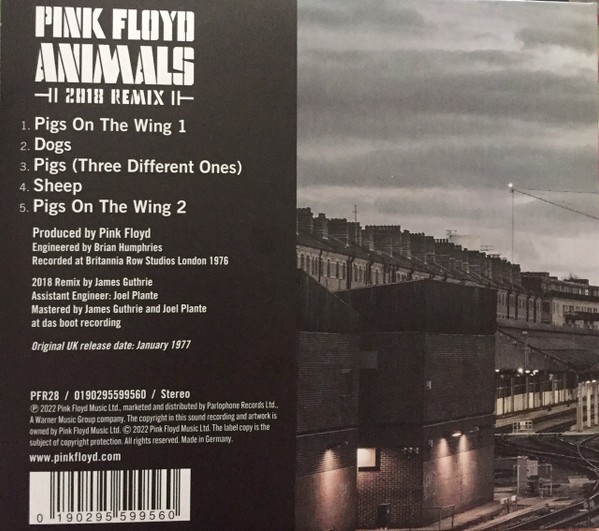 PINK FLOYD
ANIMALS
2018 REMIX
1. Pigs On The Wing 1
2. Dogs
3. Pigs (Three Different Ones)
4. Sheep
5. Pigs On The Wing 2
Produced by Pink Floyd
Engineered by Brian Humphries
Recorded at Britannia Row Studios London 1976
2018 Remix by James Guthrie
Assistant Engineer: Joel Plante
Mastered by James Guthrie and Joel Plante
at das boot recording
Original UK release date: January 1977
PFR28 / 0190295599560 / Stereo
℗ 2022 Pink Floyd Music Ltd., marketed and distributed by Parlophone Records Ltd.,
A Warner Music Group company. The copyright in this sound recording and artwork is
owned by Pink Floyd Music Ltd. © 2022 Pink Floyd Music Ltd. The label copy is the
subject of copyright protection. All rights reserved. Made in Germany.
www.pinkfloyd.com
0 190295 599560